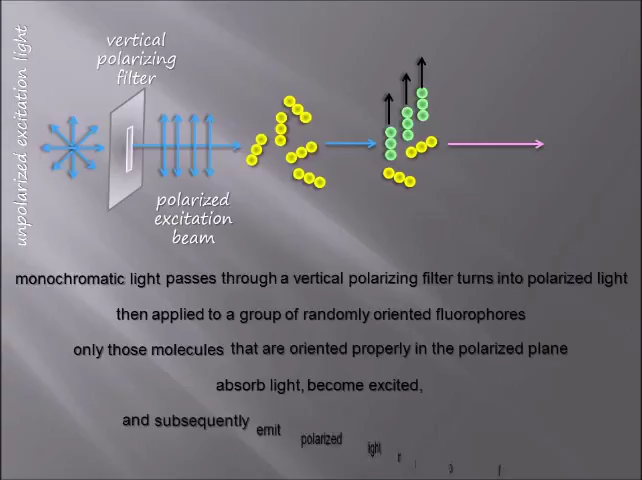 unpolarized excitation light
vertical
polarizing
filter
polarized
excitation
beam
monochromatic light passes through a vertical polarizing filter turns into polarized light
then applied to a group of randomly oriented fluorophores
only those molecules that are oriented properly in the polarized plane
absorb light, become excited,
and subsequently emit polarized light